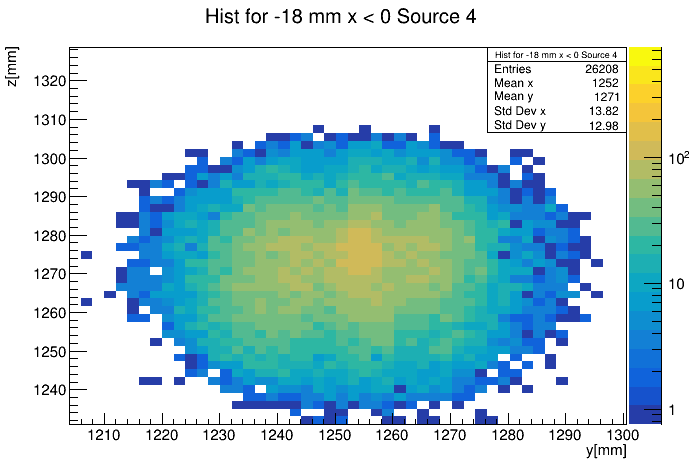 Hist for -18 mm x < 0 Source 4
z[mm]
Hist for -18 mm x < 0 Source 4
Entries 26208
Mean x 1252
Mean y 1271
Std Dev x 13.82
Std Dev y 12.98
1320
1310
1300
1290
1280
1270
1260
1250
1240
10²
10
1
1210 1220 1230 1240 1250 1260 1270 1280 1290 1300
y[mm]